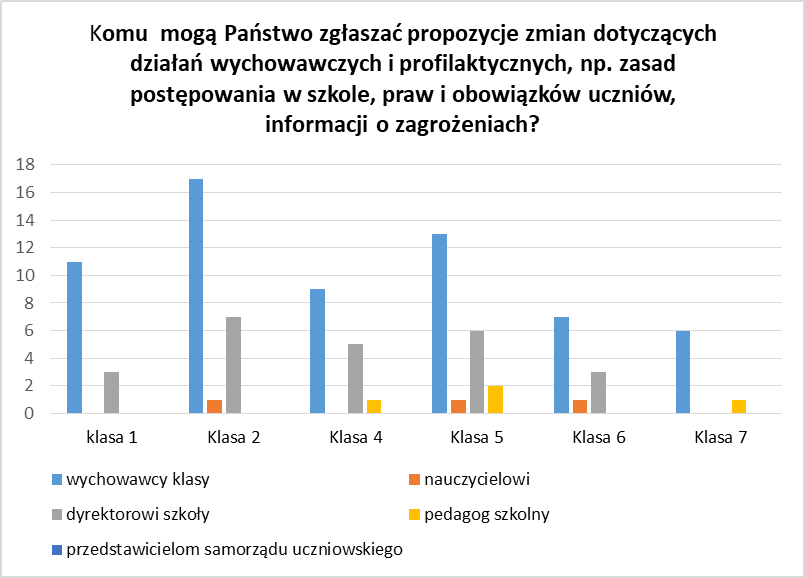 Komu  mogą Państwo zgłaszać propozycje zmian dotyczących
działań wychowawczych i profilaktycznych, np. zasad
postępowania w szkole, praw i obowiązków uczniów,
informacji o zagrożeniach?
18
16
14
12
10
8
6
4
2
0
klasa 1 Klasa 2 Klasa 4 Klasa 5 Klasa 6 Klasa 7
wychowawcy klasy nauczycielowi
dyrektorowi szkoły pedagog szkolny
przedstawicielom samorządu uczniowskiego